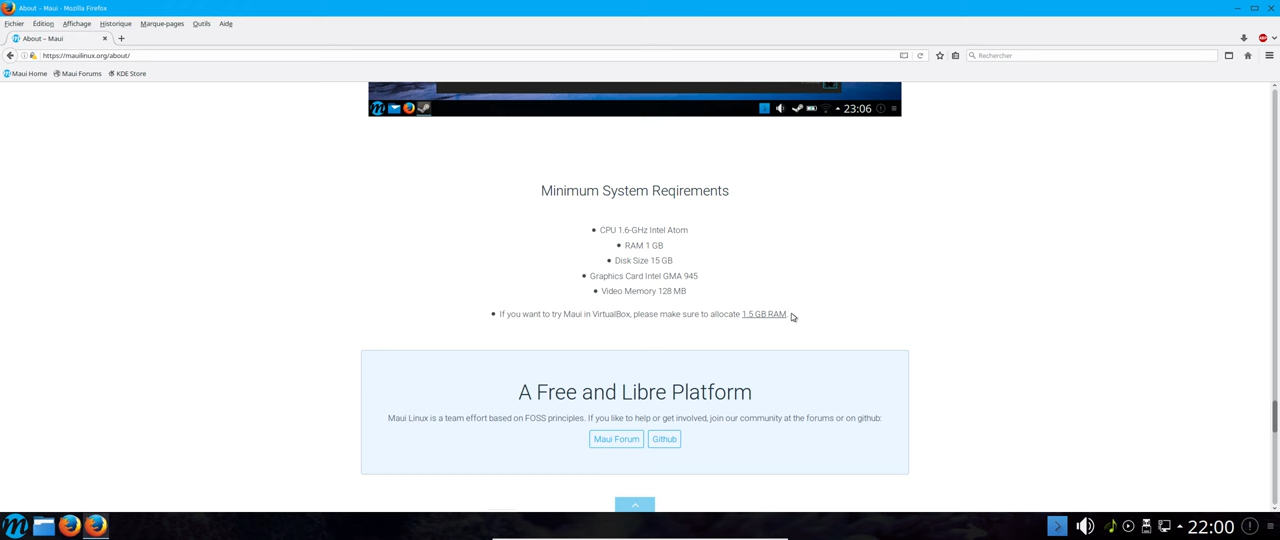 About – Maui - Mozilla Firefox
Fichier Édition Affichage Historique Marque-pages Outils Aide
About – Maui
https://mauilinux.org/about/
Rechercher
Maui Home Maui Forums KDE Store
23:06
Minimum System Reqirements
• CPU 1.6-GHz Intel Atom
• RAM 1 GB
• Disk Size 15 GB
• Graphics Card Intel GMA 945
• Video Memory 128 MB
• If you want to try Maui in VirtualBox, please make sure to allocate 1.5 GB RAM.
A Free and Libre Platform
Maui Linux is a team effort based on FOSS principles. If you like to help or get involved, join our community at the forums or on github:
Maui Forum Github
22:00